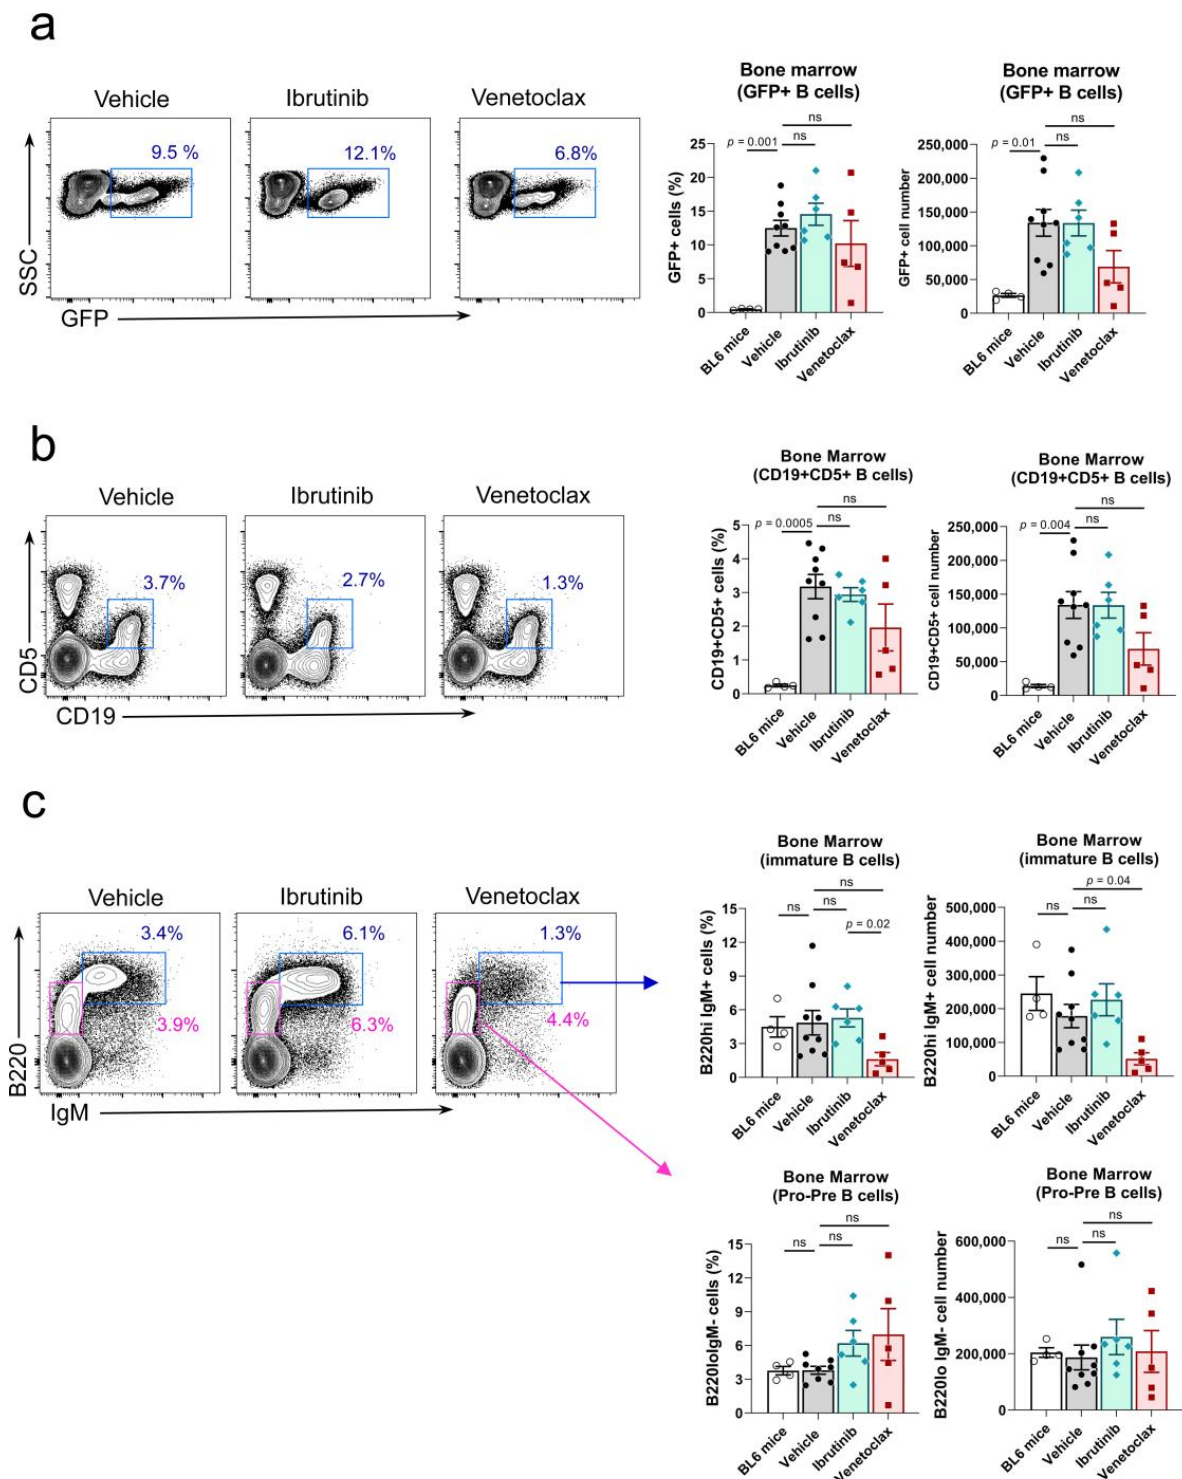 a
Vehicle
Ibrutinib
Venetoclax
9.5 %
12.1%
6.8%
SSC
GFP
Bone marrow
(GFP+ B cells)
ns
p = 0.001
ns
25
20
15
10
5
0
GFP+ cells (%)
BL6 mice
Vehicle
Ibrutinib
Venetoclax
Bone marrow
(GFP+ B cells)
ns
p = 0.01
ns
250,000
200,000
150,000
100,000
50,000
0
GFP+ cell number
BL6 mice
Vehicle
Ibrutinib
Venetoclax
b
Vehicle
Ibrutinib
Venetoclax
3.7%
2.7%
1.3%
CD5
CD19
Bone Marrow
(CD19+CD5+ B cells)
ns
p = 0.0005
ns
5
4
3
2
1
0
CD19+CD5+ cells (%)
BL6 mice
Vehicle
Ibrutinib
Venetoclax
Bone Marrow
(CD19+CD5+ B cells)
ns
p = 0.004
ns
250,000
200,000
150,000
100,000
50,000
0
CD19+CD5+ cell number
BL6 mice
Vehicle
Ibrutinib
Venetoclax
c
Vehicle
Ibrutinib
Venetoclax
3.4%
6.1%
1.3%
3.9%
6.3%
4.4%
B220
IgM
Bone Marrow
(immature B cells)
ns
ns
ns
p = 0.02
15
12
9
6
3
0
B220hi IgM+ cells (%)
BL6 mice
Vehicle
Ibrutinib
Venetoclax
Bone Marrow
(immature B cells)
p = 0.04
ns
ns
500,000
400,000
300,000
200,000
100,000
0
B220hi IgM+ cell number
BL6 mice
Vehicle
Ibrutinib
Venetoclax
Bone Marrow
(Pro-Pre B cells)
ns
ns
ns
15
12
9
6
3
0
B220loIgM- cells (%)
BL6 mice
Vehicle
Ibrutinib
Venetoclax
Bone Marrow
(Pro-Pre B cells)
ns
ns
ns
600,000
400,000
200,000
0
B220lo IgM- cell number
BL6 mice
Vehicle
Ibrutinib
Venetoclax